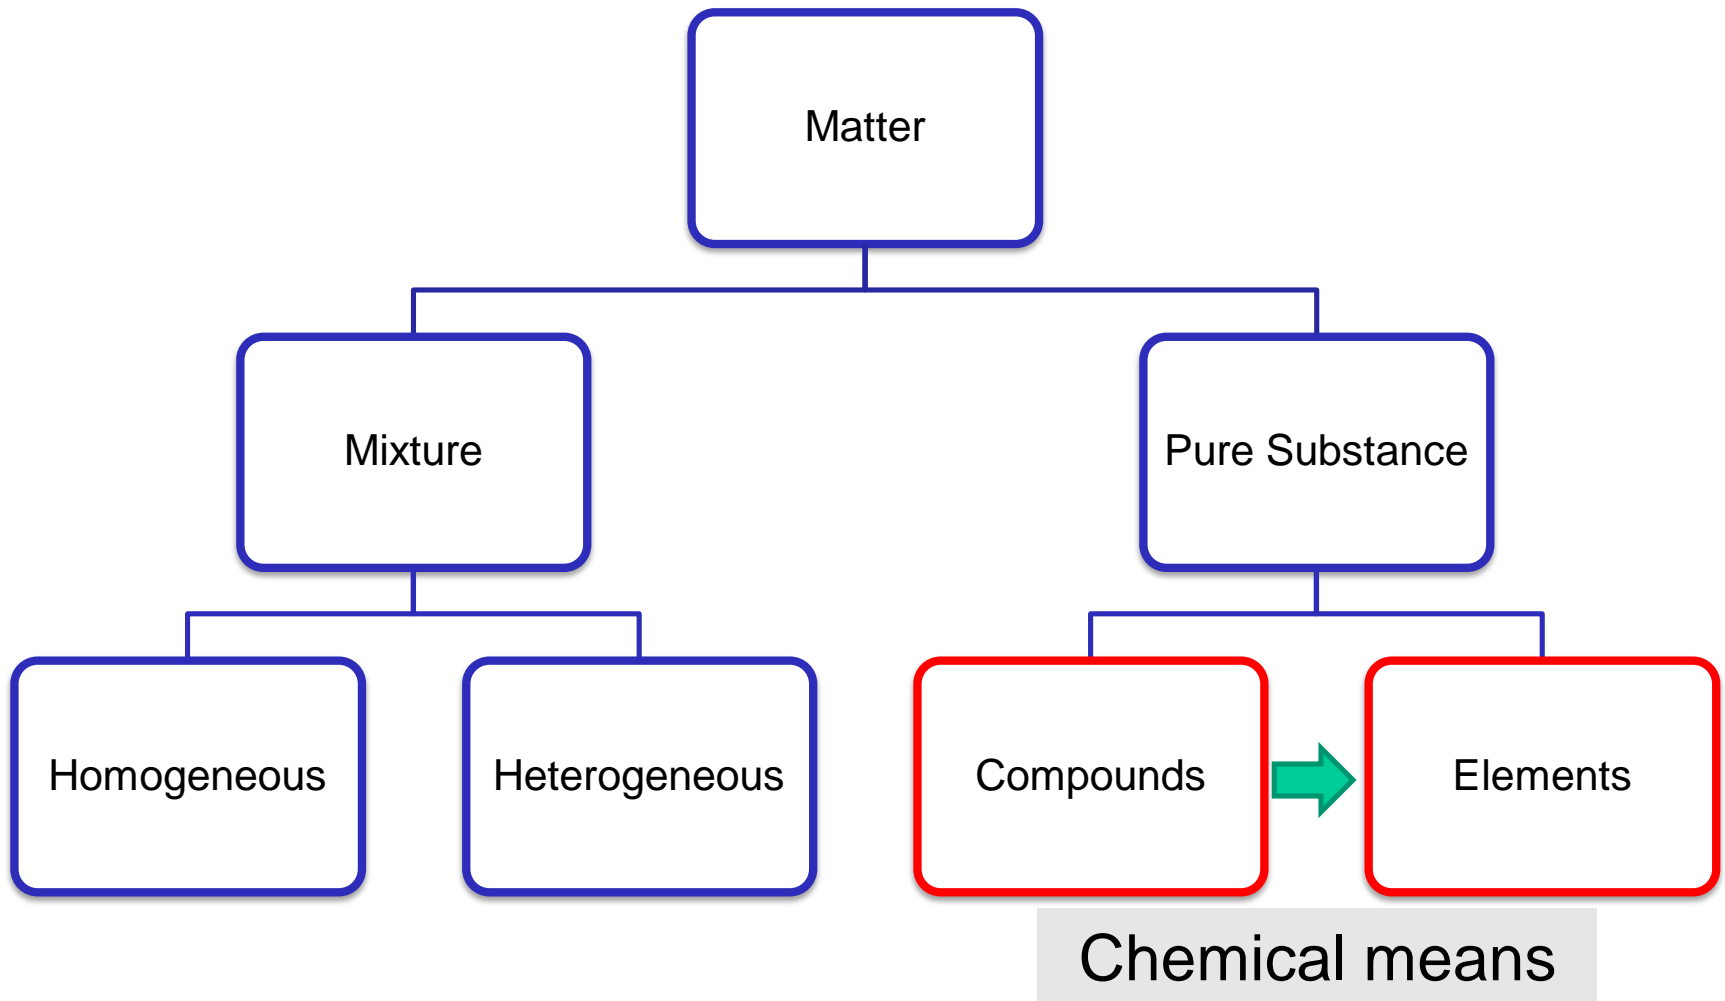 Matter
Mixture
Pure Substance
Homogeneous
Heterogeneous
Compounds
Elements
Chemical means